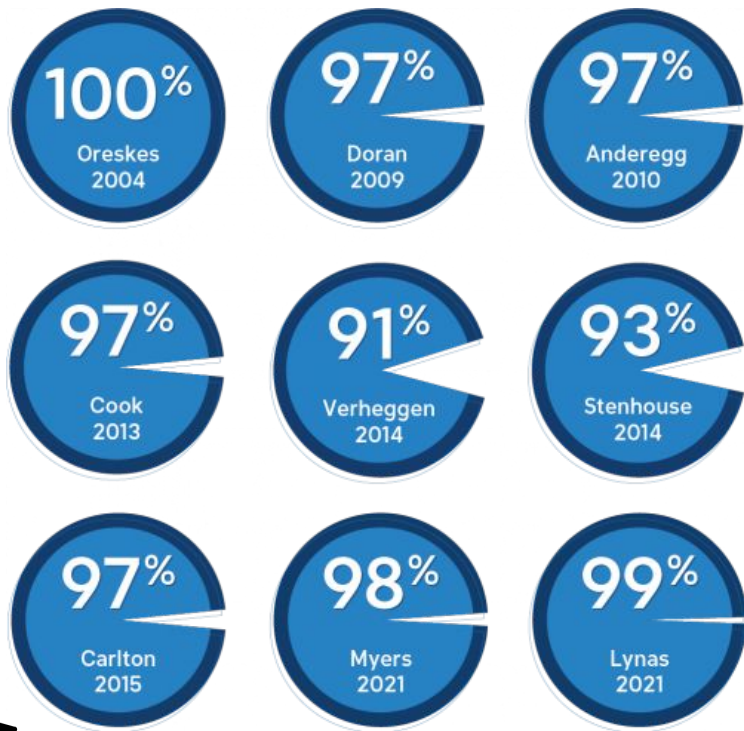 100%
Oreskes
2004
97%
Doran
2009
97%
Anderegg
2010
97%
Cook
2013
91%
Verheggen
2014
93%
Stenhouse
2014
97%
Carlton
2015
98%
Myers
2021
99%
Lynas
2021